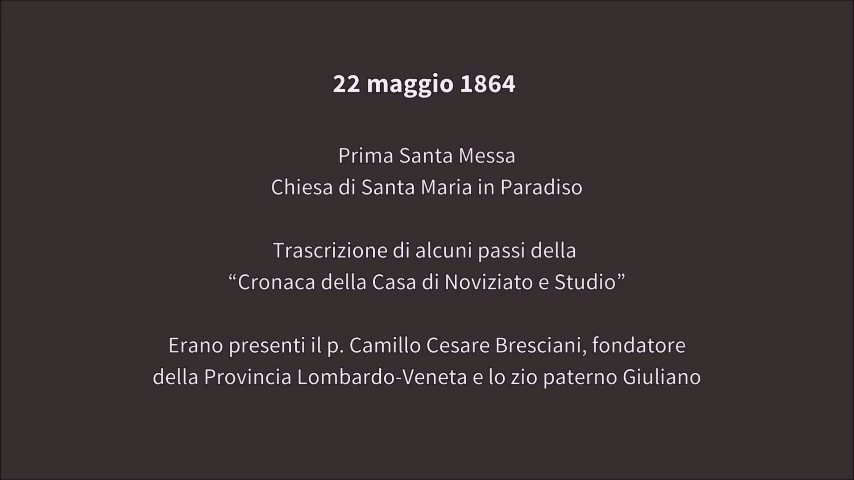 22 maggio 1864
Prima Santa Messa
Chiesa di Santa Maria in Paradiso
Trascrizione di alcuni passi della
“Cronaca della Casa di Noviziato e Studio”
Erano presenti il p. Camillo Cesare Bresciani, fondatore
della Provincia Lombardo-Veneta e lo zio paterno Giuliano